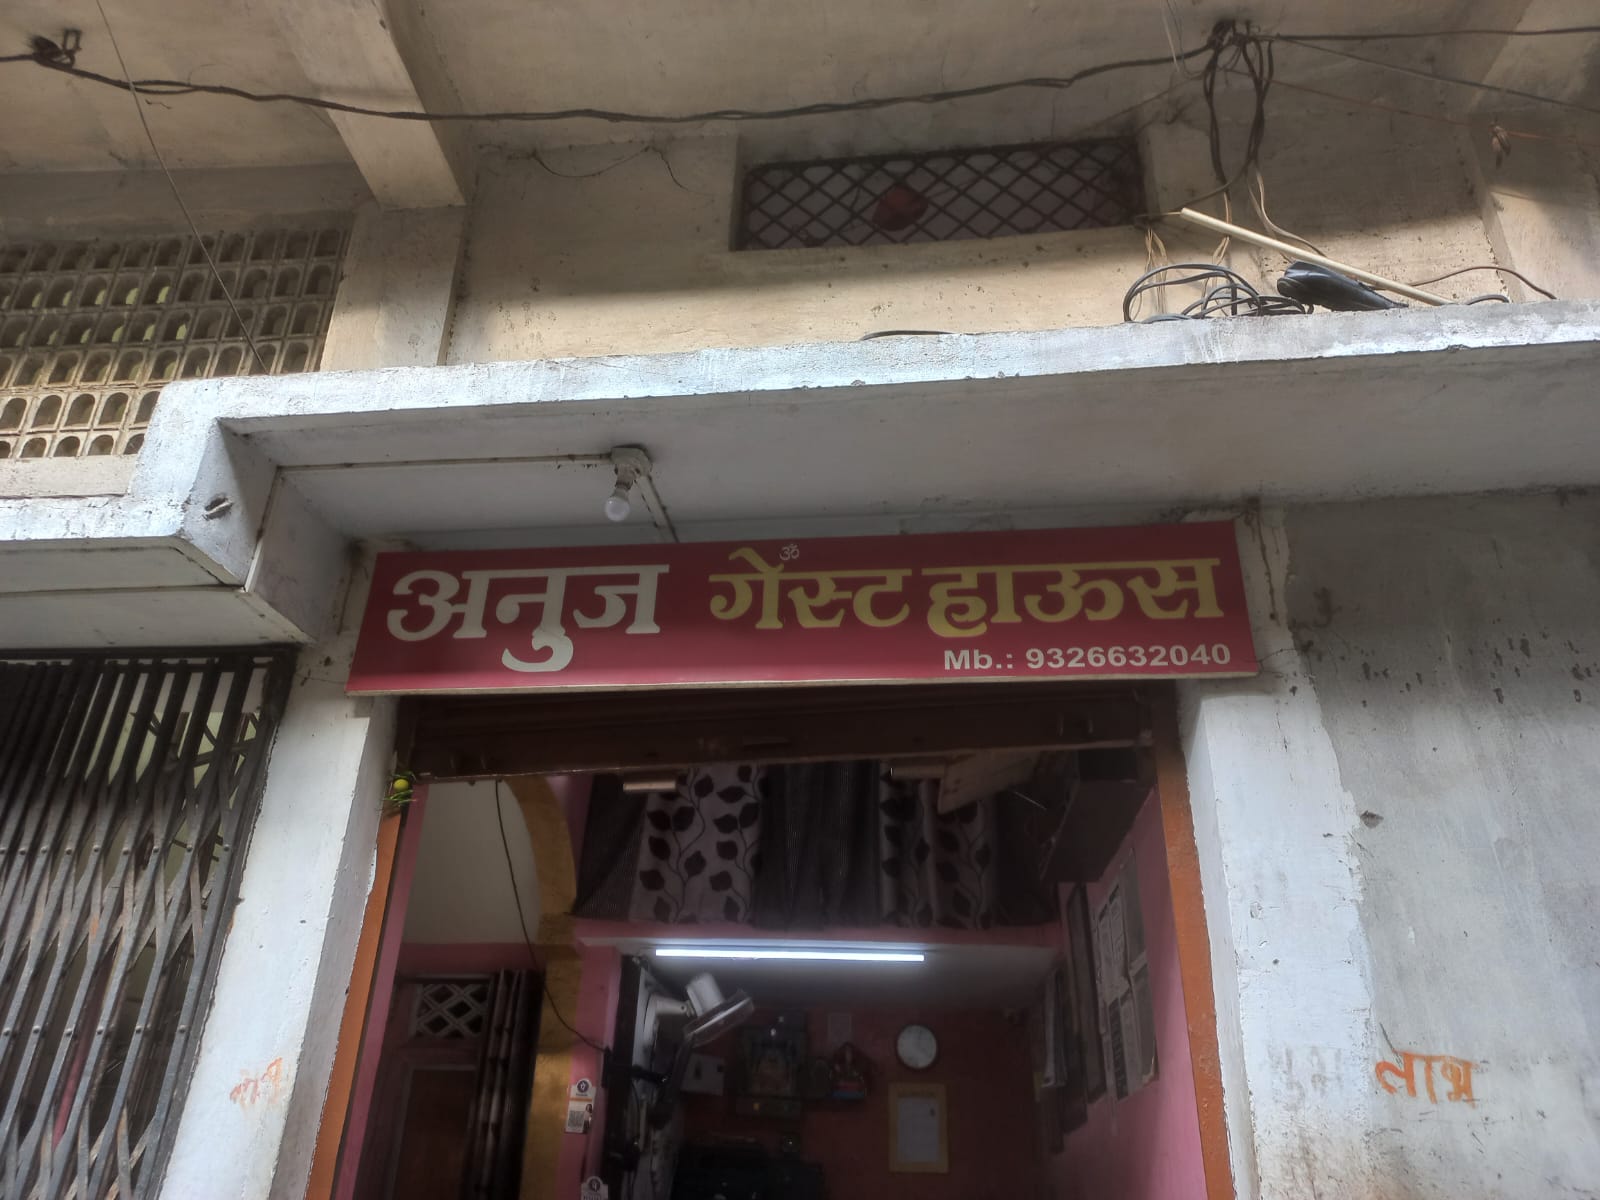 ॐ
अनुज गेस्ट हाऊस
Mb.: 9326632040
लाभ